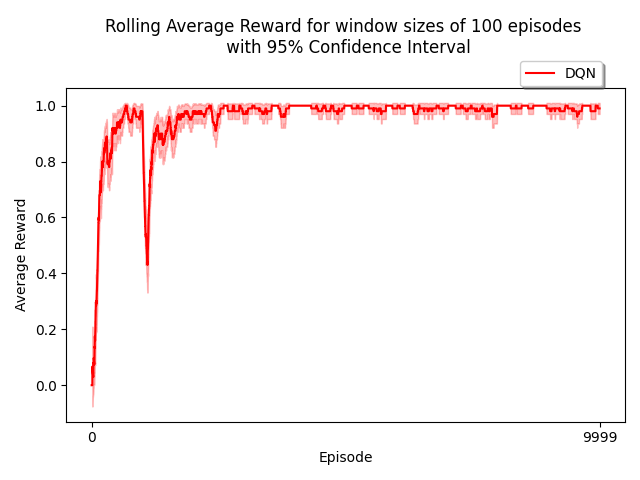 Rolling Average Reward for window sizes of 100 episodes
with 95% Confidence Interval
DQN
1.0
0.8
0.6
0.4
0.2
0.0
Average Reward
0
9999
Episode